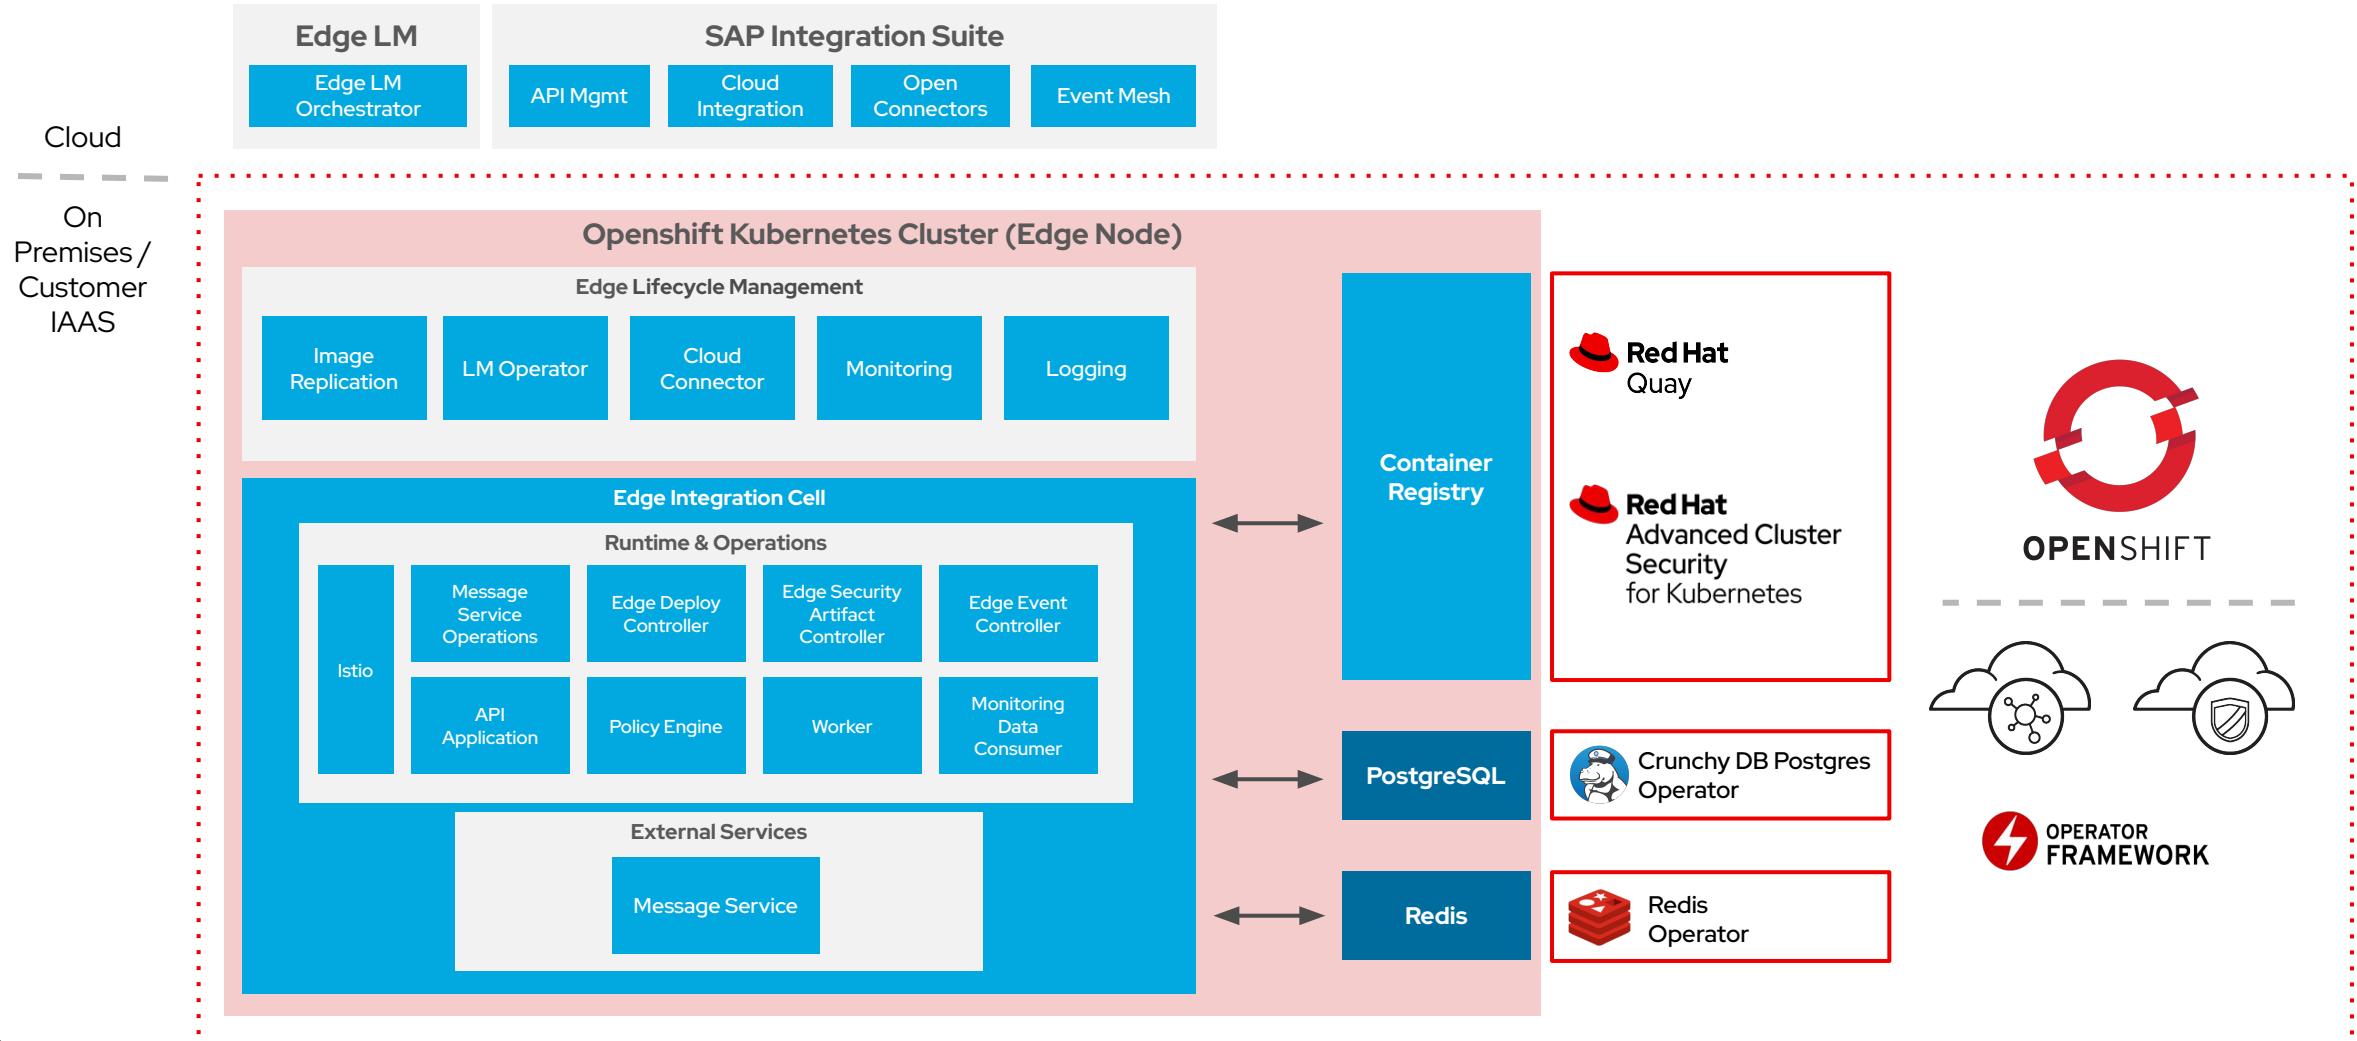 Edge LM
Edge LM
Orchestrator
SAP Integration Suite
API Mgmt
Cloud
Integration
Open
Connectors
Event Mesh
Cloud
On
Premises /
Customer
IAAS
Openshift Kubernetes Cluster (Edge Node)
Edge Lifecycle Management
Image
Replication
LM Operator
Cloud
Connector
Monitoring
Logging
Edge Integration Cell
Runtime & Operations
Istio
Message
Service
Operations
Edge Deploy
Controller
Edge Security
Artifact
Controller
Edge Event
Controller
API
Application
Policy Engine
Worker
Monitoring
Data
Consumer
External Services
Message Service
Container
Registry
PostgreSQL
Redis
Red Hat
Quay
Red Hat
Advanced Cluster
Security
for Kubernetes
Crunchy DB Postgres
Operator
Redis
Operator
OPENSHIFT
OPERATOR
FRAMEWORK